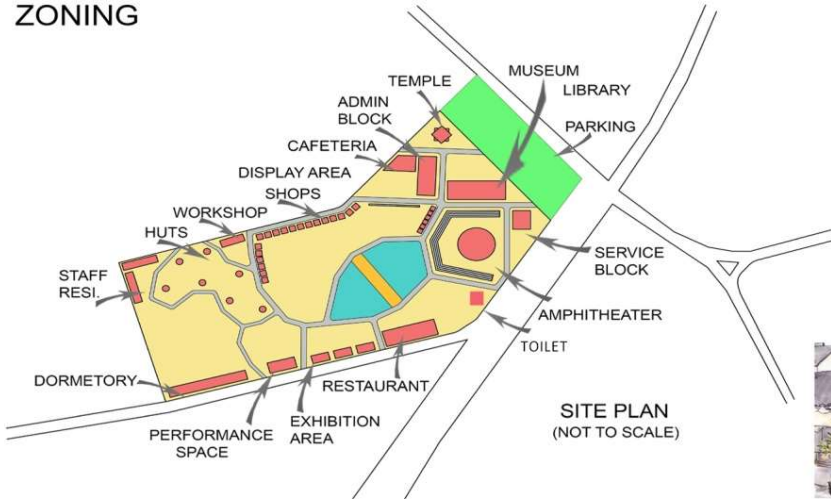 ZONING
TEMPLE
MUSEUM
LIBRARY
ADMIN
BLOCK
PARKING
CAFETERIA
DISPLAY AREA
SHOPS
WORKSHOP
HUTS
STAFF
RESI.
SERVICE
BLOCK
AMPHITHEATER
TOILET
DORMETORY
RESTAURANT
EXHIBITION
AREA
PERFORMANCE
SPACE
SITE PLAN
(NOT TO SCALE)